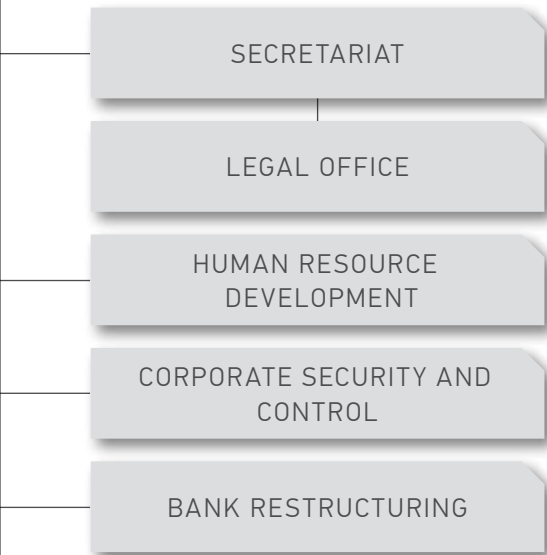 SECRETARIAT
LEGAL OFFICE
HUMAN RESOURCE
DEVELOPMENT
CORPORATE SECURITY AND
CONTROL
BANK RESTRUCTURING